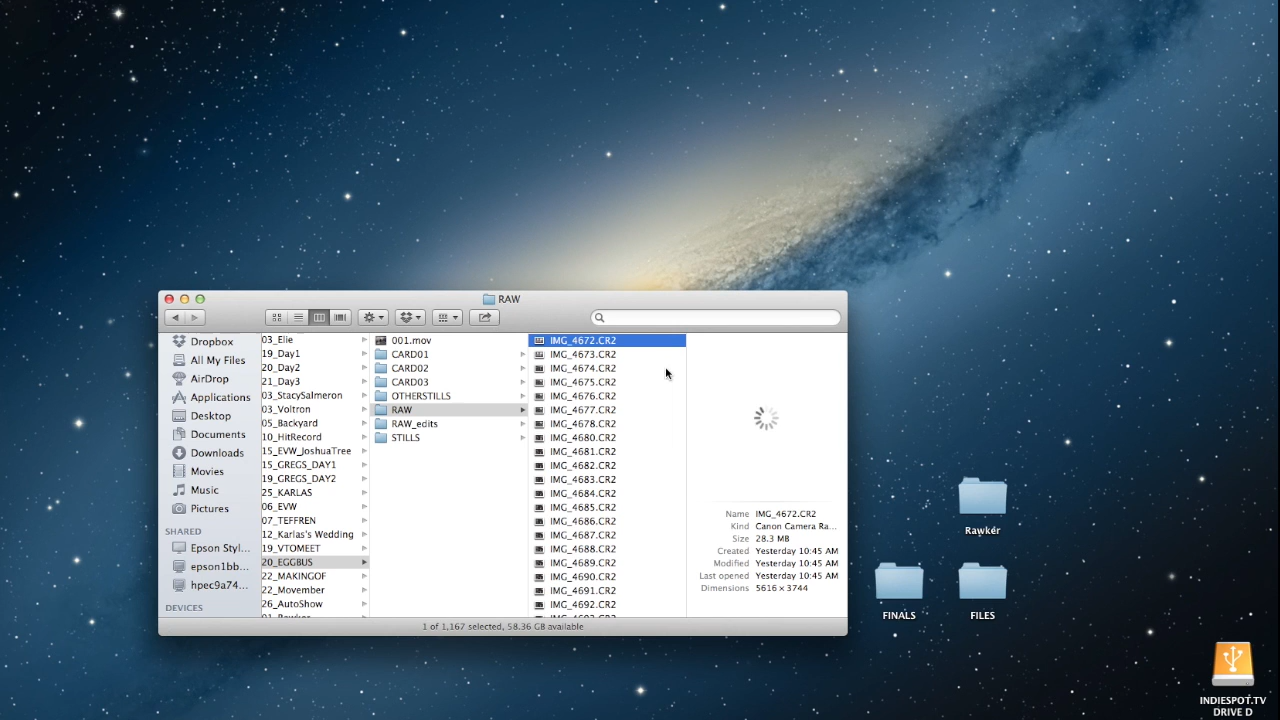 RAW
Dropbox
All My Files
AirDrop
Applications
Desktop
Documents
Downloads
Movies
Music
Pictures
SHARED
Epson Styl...
epson1bb...
hpec9a74...
DEVICES
03_Elie
19_Day1
20_Day2
21_Day3
03_StacySalmeron
03_Voltron
05_Backyard
10_HitRecord
15_EVW_JoshuaTree
15_GREGS_DAY1
19_GREGS_DAY2
25_KARLAS
06_EVW
07_TEFFREN
12_Karlas's Wedding
19_VTOMEET
20_EGGBUS
22_MAKINGOF
22_Movember
26_AutoShow
001.mov
CARD01
CARD02
CARD03
OTHERSTILLS
RAW
RAW_edits
STILLS
IMG_4672.CR2
IMG_4673.CR2
IMG_4674.CR2
IMG_4675.CR2
IMG_4676.CR2
IMG_4677.CR2
IMG_4678.CR2
IMG_4680.CR2
IMG_4681.CR2
IMG_4682.CR2
IMG_4683.CR2
IMG_4684.CR2
IMG_4685.CR2
IMG_4686.CR2
IMG_4687.CR2
IMG_4688.CR2
IMG_4689.CR2
IMG_4690.CR2
IMG_4691.CR2
IMG_4692.CR2
Name IMG_4672.CR2
Kind Canon Camera Ra...
Size 28.3 MB
Created Yesterday 10:45 AM
Modified Yesterday 10:45 AM
Last opened Yesterday 10:45 AM
Dimensions 5616 × 3744
1 of 1,167 selected, 58.36 GB available
Rawker
FINALS
FILES
INDIESPOT.TV
DRIVE D